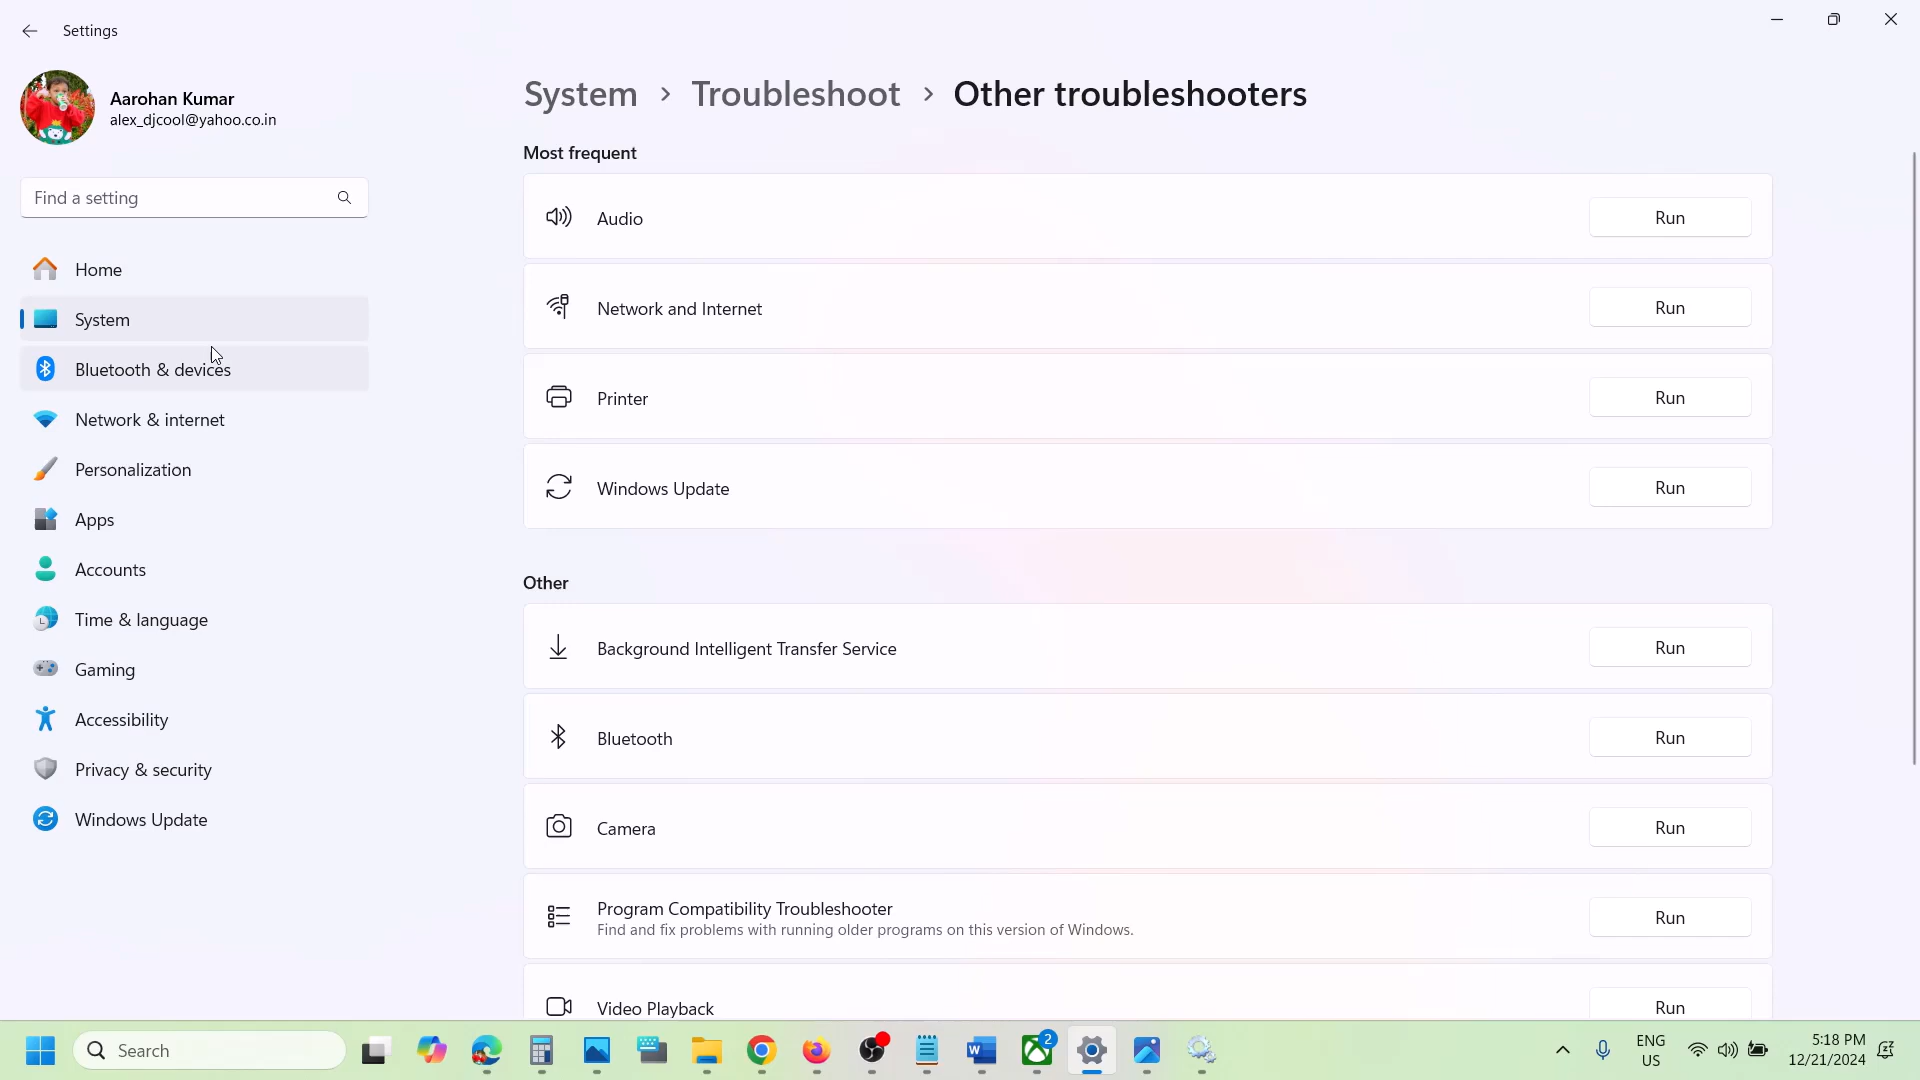 Settings
Aarohan Kumar
alex_djcool@yahoo.co.in
Find a setting
Home
System
Bluetooth & devices
Network & internet
Personalization
Apps
Accounts
Time & language
Gaming
Accessibility
Privacy & security
Windows Update
System > Troubleshoot > Other troubleshooters
Most frequent
Audio Run
Network and Internet Run
Printer Run
Windows Update Run
Other
Background Intelligent Transfer Service Run
Bluetooth Run
Camera Run
Program Compatibility Troubleshooter Run
Find and fix problems with running older programs on this version of Windows.
Video Playback Run
Search
2
ENG
US
5:18 PM
12/21/2024